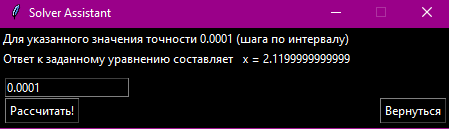 Solver Assistant
Для указанного значения точности 0.0001 (шага по интервалу)
Ответ к заданному уравнению составляет x = 2.1199999999999
0.0001
Рассчитать! Вернуться